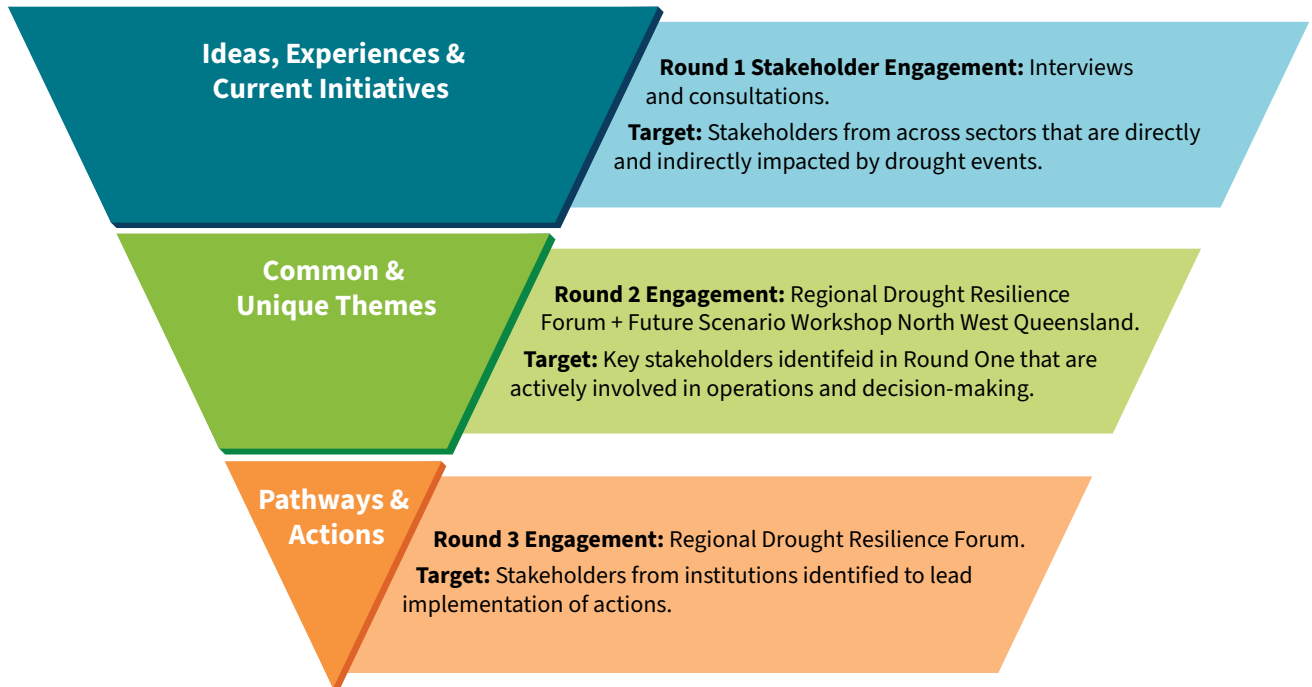 Ideas, Experiences &
Current Initiatives
Round 1 Stakeholder Engagement: Interviews
and consultations.
Target: Stakeholders from across sectors that are directly
and indirectly impacted by drought events.
Common &
Unique Themes
Round 2 Engagement: Regional Drought Resilience
Forum + Future Scenario Workshop North West Queensland.
Target: Key stakeholders identifeid in Round One that are
actively involved in operations and decision-making.
Pathways &
Actions
Round 3 Engagement: Regional Drought Resilience Forum.
Target: Stakeholders from institutions identified to lead
implementation of actions.